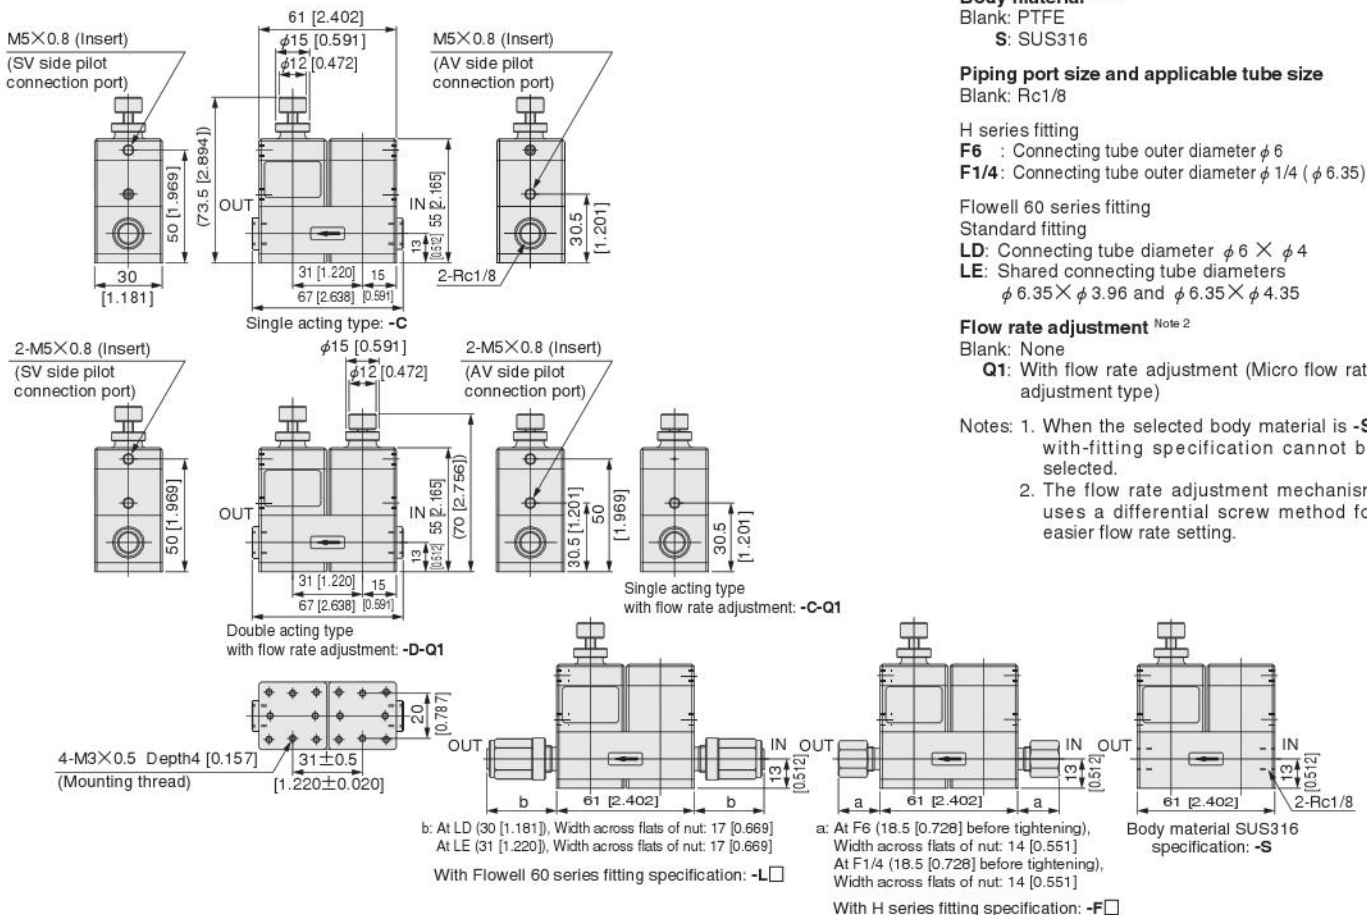 61 [2.402]
M5×0.8 (Insert)
φ15 [0.591]
M5×0.8 (Insert)
(SV side pilot
connection port)
φ12 [0.472]
(AV side pilot
connection port)
50 [1.969]
(73.5 [2.894])
OUT
IN
55 [2.165]
13
[0.512]
30.5
[1.201]
30
[1.181]
31 [1.220]
15
67 [2.638]
[0.591]
2-Rc1/8
Single acting type: -C
2-M5×0.8 (Insert)
φ15 [0.591]
2-M5×0.8 (Insert)
(SV side pilot
connection port)
φ12 [0.472]
(AV side pilot
connection port)
50 [1.969]
OUT
IN
55 [2.165]
(70 [2.756])
13
[0.512]
30.5 [1.201]
50
[1.969]
30.5
[1.201]
31 [1.220]
15
67 [2.638]
[0.591]
Single acting type
with flow rate adjustment: -C-Q1
Double acting type
with flow rate adjustment: -D-Q1
20
[0.787]
4-M3×0.5 Depth4 [0.157]
(Mounting thread)
31±0.5
[1.220±0.020]
OUT
IN
13
[0.512]
b
61 [2.402]
b
b: At LD (30 [1.181]), Width across flats of nut: 17 [0.669]
At LE (31 [1.220]), Width across flats of nut: 17 [0.669]
With Flowell 60 series fitting specification: -L□
OUT
IN
13
[0.512]
a
61 [2.402]
a
a: At F6 (18.5 [0.728] before tightening),
Width across flats of nut: 14 [0.551]
At F1/4 (18.5 [0.728] before tightening),
Width across flats of nut: 14 [0.551]
With H series fitting specification: -F□
OUT
IN
13
[0.512]
61 [2.402]
2-Rc1/8
Body material SUS316
specification: -S
Body material
Blank: PTFE
S: SUS316
Piping port size and applicable tube size
Blank: Rc1/8
H series fitting
F6 : Connecting tube outer diameter φ6
F1/4: Connecting tube outer diameter φ1/4 (φ6.35)
Flowell 60 series fitting
Standard fitting
LD: Connecting tube diameter φ6 × φ4
LE: Shared connecting tube diameters
φ6.35×φ3.96 and φ6.35×φ4.35
Flow rate adjustment Note 2
Blank: None
Q1: With flow rate adjustment (Micro flow rat
adjustment type)
Notes: 1. When the selected body material is -S
with-fitting specification cannot b
selected.
2. The flow rate adjustment mechanism
uses a differential screw method fo
easier flow rate setting.